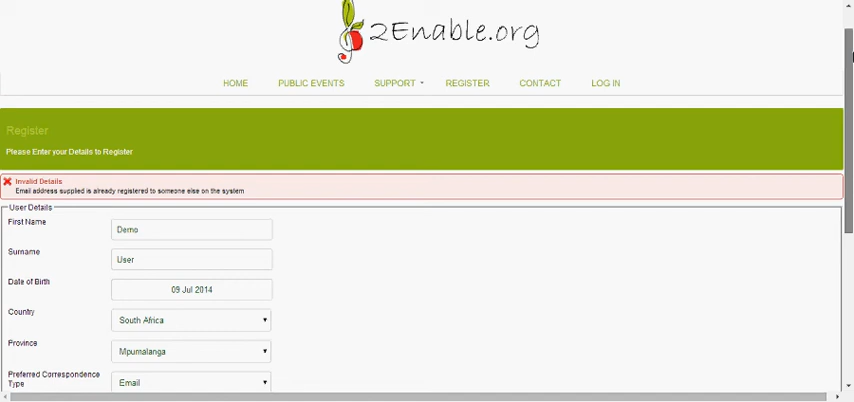 2Enable.org
HOME PUBLIC EVENTS SUPPORT REGISTER CONTACT LOG IN
Register
Please Enter your Details to Register
Invalid Details
Email address supplied is already registered to someone else on the system
User Details
First Name Demo
Surname User
Date of Birth 09 Jul 2014
Country South Africa
Province Mpumalanga
Preferred Correspondence
Type Email